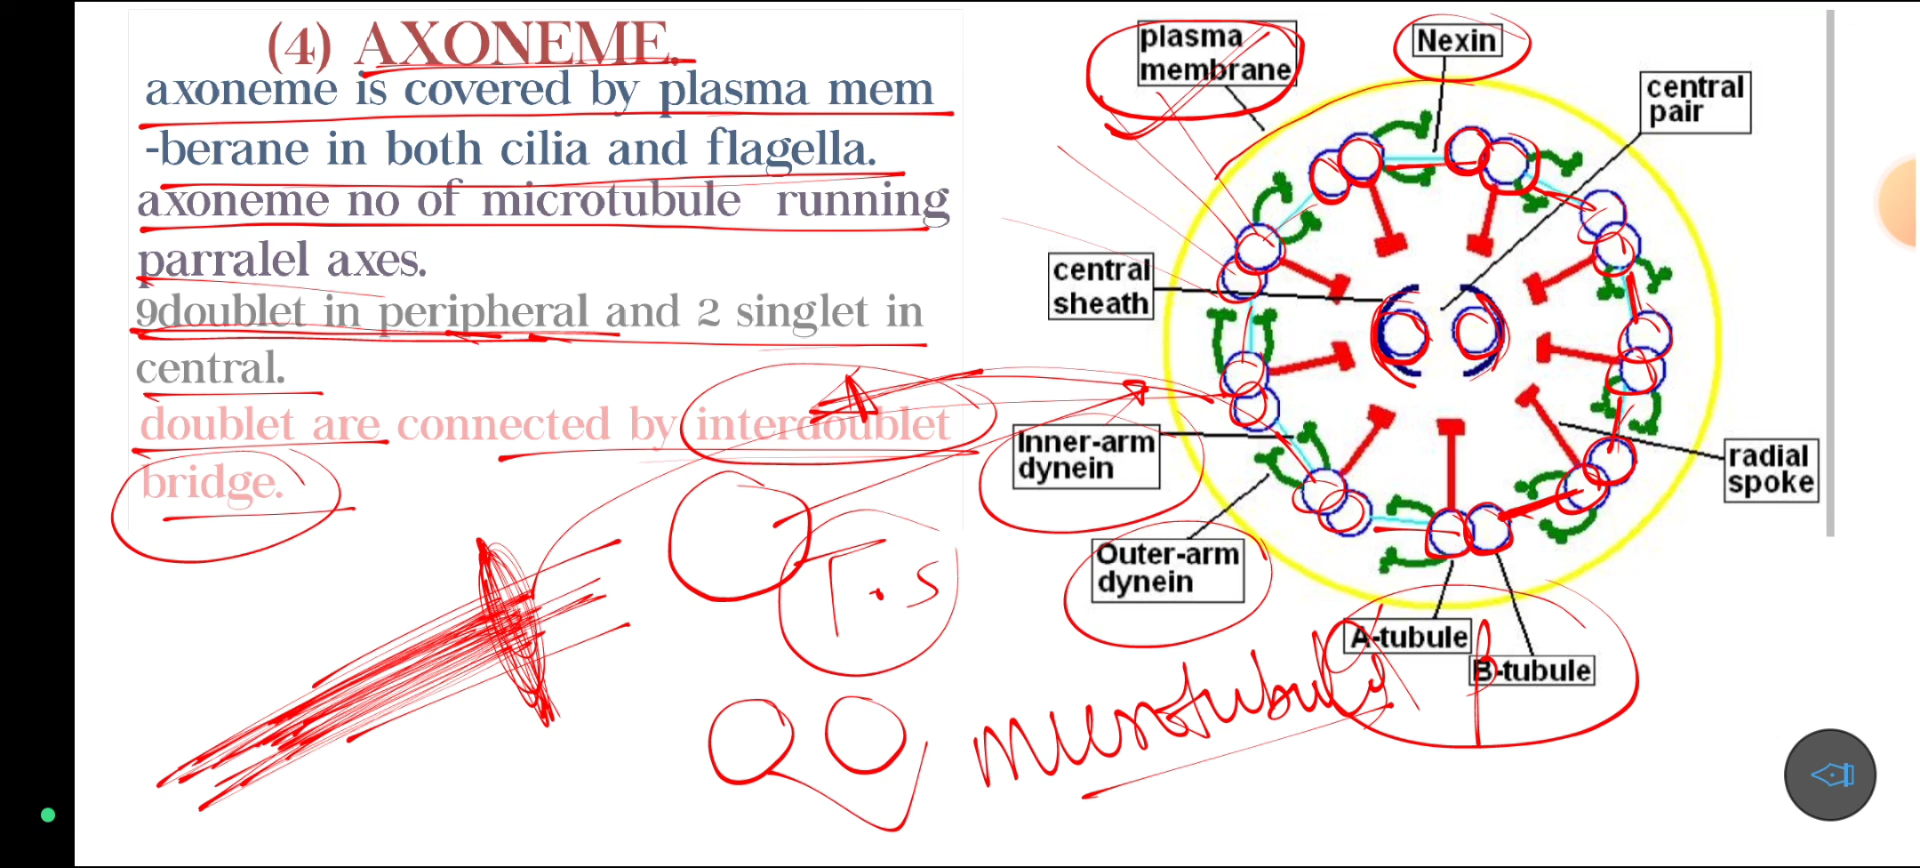 (4) AXONEME.
axoneme is covered by plasma mem
-berane in both cilia and flagella.
axoneme no of microtubule running
parralel axes.
9doublet in peripheral and 2 singlet in
central.
doublet are connected by interdoublet
bridge.
plasma
membrane
Nexin
central
pair
central
sheath
Inner-arm
dynein
Outer-arm
dynein
radial
spoke
A-tubule
B-tubule
T.S
microtubule